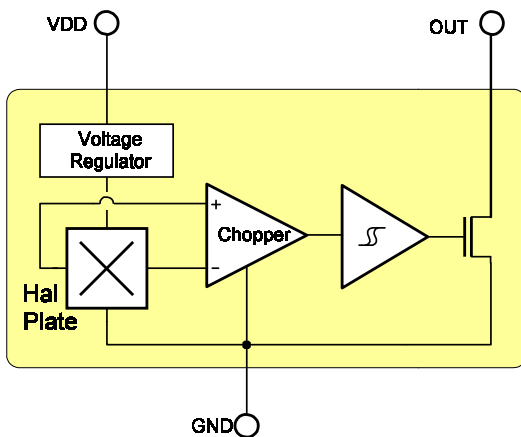 VDD
OUT
Voltage
Regulator
+
Chopper
−
Hal
Plate
GND